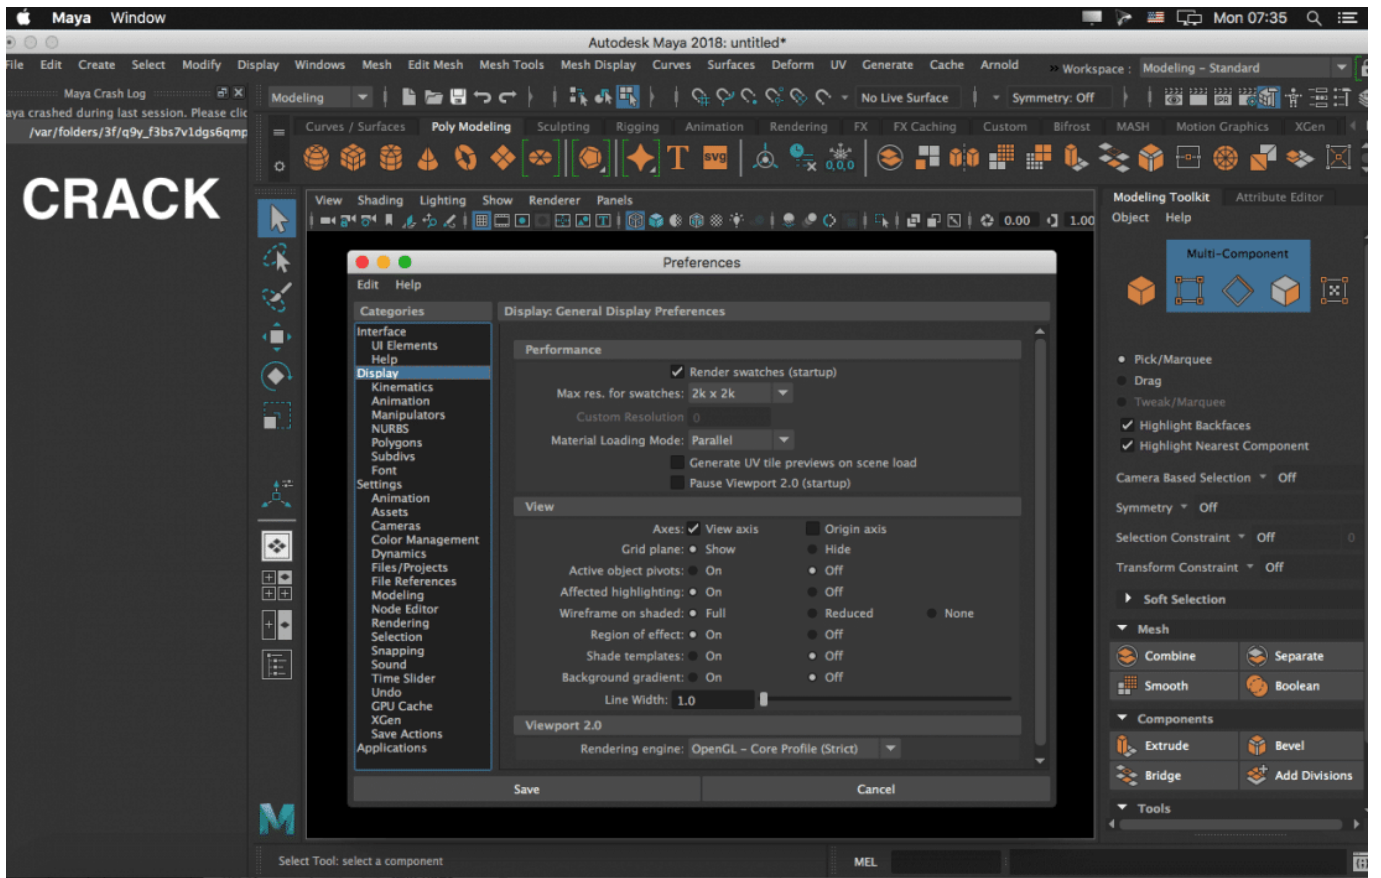 Maya Window Mon 07:35
Autodesk Maya 2018: untitled*
File Edit Create Select Modify Display Windows Mesh Edit Mesh Mesh Tools Mesh Display Curves Surfaces Deform UV Generate Cache Arnold Workspace : Modeling – Standard
Maya Crash Log
Modeling No Live Surface Symmetry: Off
aya crashed during last session. Please clic
/var/folders/3f/q9y_f3bs7v1dgs6qmp
Curves / Surfaces Poly Modeling Sculpting Rigging Animation Rendering FX FX Caching Custom Bifrost MASH Motion Graphics XGen
T svg 0,0,0
CRACK
View Shading Lighting Show Renderer Panels
0.00 1.00
Modeling Toolkit Attribute Editor
Object Help
Multi-Component
Pick/Marquee
Drag
Tweak/Marquee
Highlight Backfaces
Highlight Nearest Component
Camera Based Selection Off
Symmetry Off
Selection Constraint Off 0
Transform Constraint Off
Soft Selection
Mesh
Combine Separate
Smooth Boolean
Components
Extrude Bevel
Bridge Add Divisions
Tools
Preferences
Edit Help
Categories
Interface
UI Elements
Help
Display
Kinematics
Animation
Manipulators
NURBS
Polygons
Subdivs
Font
Settings
Animation
Assets
Cameras
Color Management
Dynamics
Files/Projects
File References
Modeling
Node Editor
Rendering
Selection
Snapping
Sound
Time Slider
Undo
GPU Cache
XGen
Save Actions
Applications
Display: General Display Preferences
Performance
Render swatches (startup)
Max res. for swatches: 2k x 2k
Custom Resolution 0
Material Loading Mode: Parallel
Generate UV tile previews on scene load
Pause Viewport 2.0 (startup)
View
Axes: View axis Origin axis
Grid plane: Show Hide
Active object pivots: On Off
Affected highlighting: On Off
Wireframe on shaded: Full Reduced None
Region of effect: On Off
Shade templates: On Off
Background gradient: On Off
Line Width: 1.0
Viewport 2.0
Rendering engine: OpenGL – Core Profile (Strict)
Save Cancel
M
Select Tool: select a component MEL